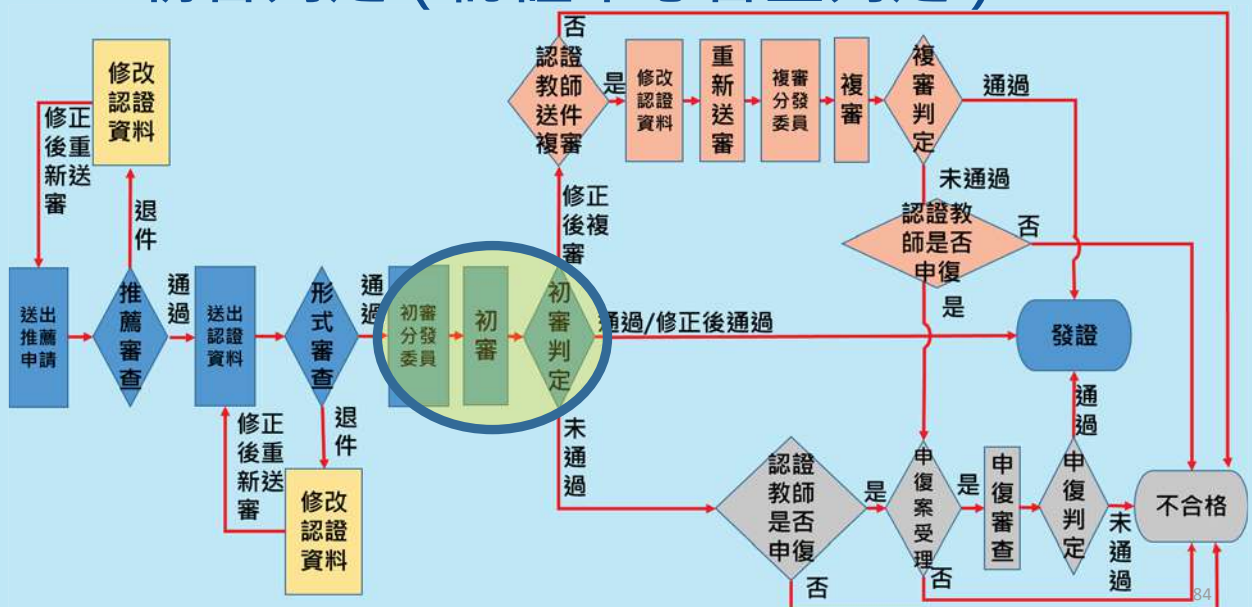 否
修改
認證
資料
修正
後重
新送
審
退
件
送出
推薦
申請
推
薦
審
查
通
過
送出
認證
資料
形
式
審
查
通
過
修正
後重
新送
審
退
件
修改
認證
資料
初審
分發
委員
初
審
初
審
判
定
修正
後複
審
認證
教師
送件
複審
是
修改
認證
資料
重
新
送
審
複審
分發
委員
複
審
複
審
判
定
通過
未通過
認證教
師是否
申復
否
是
通過/修正後通過
發證
未
通
過
認證
教師
是否
申復
是
否
申
復
案
受
理
是
否
申
復
審
查
申
復
判
定
通
過
未
通
過
不合格
84